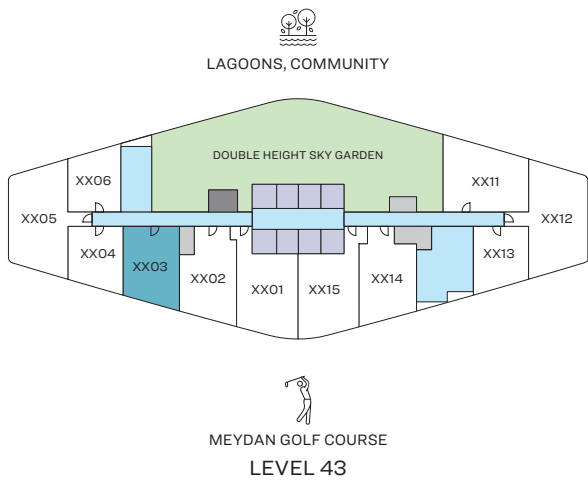 LAGOONS, COMMUNITY
DOUBLE HEIGHT SKY GARDEN
XX06
XX11
XX05
XX12
XX04
XX03
XX02
XX01
XX15
XX14
XX13
MEYDAN GOLF COURSE
LEVEL 43